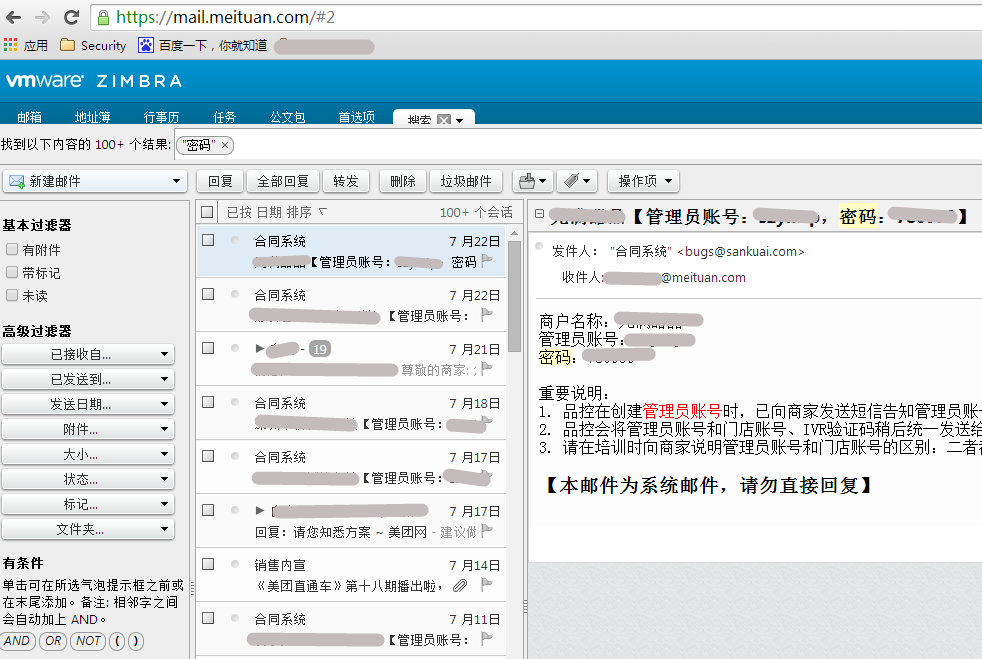 https://mail.meituan.com/#2
应用 Security 百度一下，你就知道
vmware ZIMBRA
邮箱 地址簿 行事历 任务 公文包 首选项 搜索
找到以下内容的 100+ 个结果: "密码" ×
新建邮件 回复 全部回复 转发 删除 垃圾邮件 操作项
基本过滤器
有附件
带标记
未读
高级过滤器
已接收自...
已发送到...
发送日期...
附件...
大小...
状态...
标记...
文件夹...
有条件
单击可在所选气泡提示框之前或
在末尾添加。备注: 相邻字之间
会自动加上 AND。
AND OR NOT ( )
已按 日期 排序 100+ 个会话
合同系统 7 月22日
【管理员账号: 密码
合同系统 7 月22日
【管理员账号:
- 19 7 月21日
尊敬的商家:
合同系统 7 月18日
【管理员账号:
合同系统 7 月17日
【管理员账号:
7 月17日
回复: 请您知悉方案 ~ 美团网 - 建议做
销售内宣 7 月14日
《美团直通车》第十八期播出啦，
合同系统 7 月11日
【管理员账号:
【管理员账号: ，密码: 】
发件人: "合同系统" <bugs@sankuai.com>
收件人: @meituan.com
商户名称:
管理员账号:
密码:
重要说明:
1. 品控在创建管理员账号时，已向商家发送短信告知管理员账
2. 品控会将管理员账号和门店账号、IVR验证码稍后统一发送给
3. 请在培训时向商家说明管理员账号和门店账号的区别: 二者
【本邮件为系统邮件，请勿直接回复】